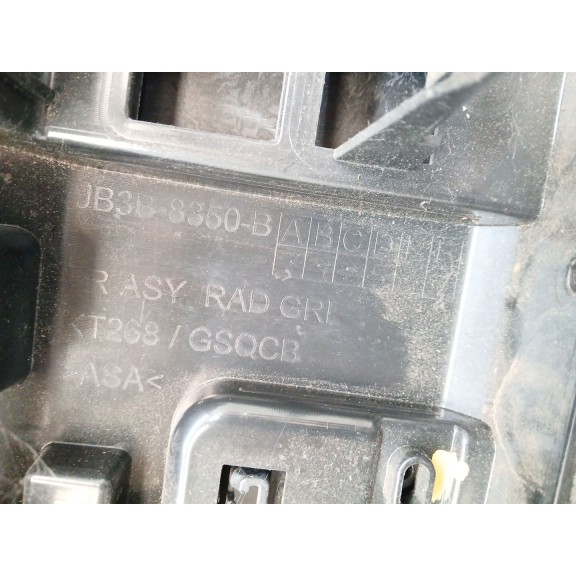 JB3B-8350-B A B C D
R ASY RAD GRI
KT268 / GSQCB
ASA<